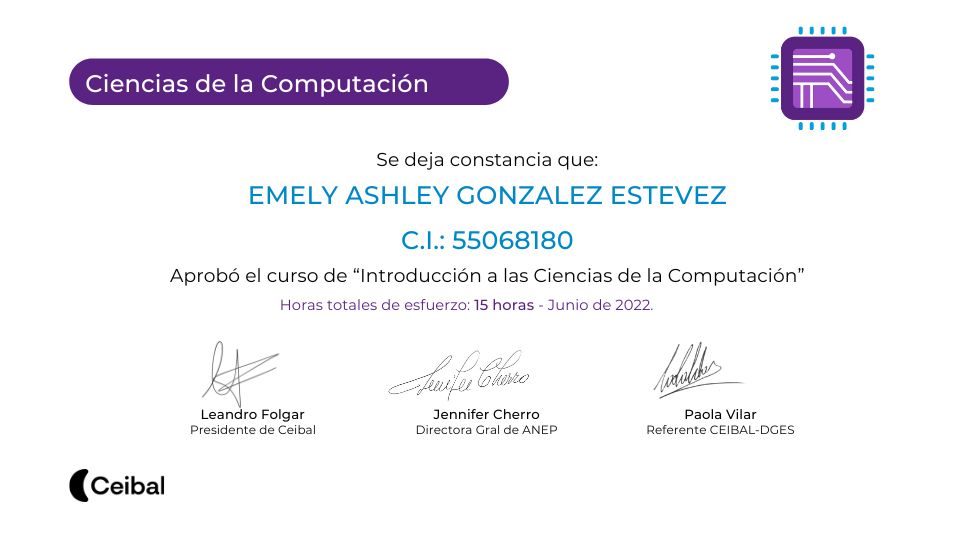 Ciencias de la Computación
Se deja constancia que:
EMELY ASHLEY GONZALEZ ESTEVEZ
C.I.: 55068180
Aprobó el curso de “Introducción a las Ciencias de la Computación”
Horas totales de esfuerzo: 15 horas - Junio de 2022.
Jennifer Cherro
Leandro Folgar
Presidente de Ceibal
Jennifer Cherro
Directora Gral de ANEP
Paola Vilar
Referente CEIBAL-DGES
Ceibal